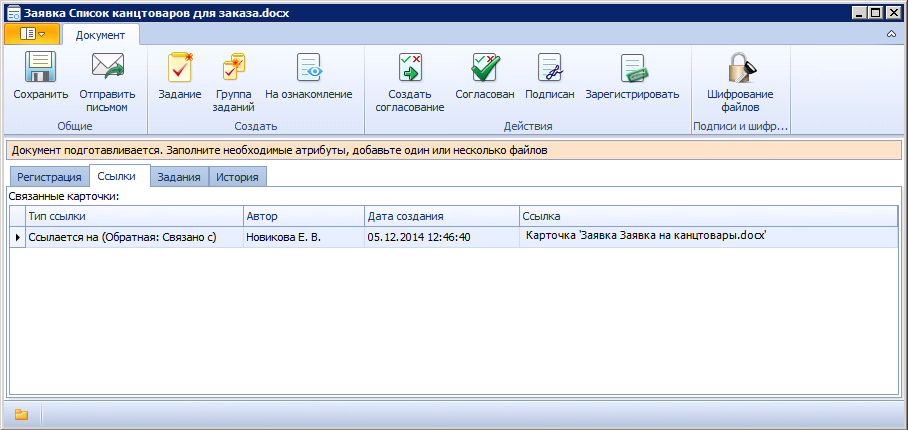 Заявка Список канцтоваров для заказа.docx
Документ
Сохранить
Отправить
письмом
Задание
Группа
заданий
На ознакомление
Создать
согласование
Согласован
Подписан
Зарегистрировать
Шифрование
файлов
Общие
Создать
Действия
Подписи и шифр...
Документ подготавливается. Заполните необходимые атрибуты, добавьте один или несколько файлов
Регистрация
Ссылки
Задания
История
Связанные карточки:
Тип ссылки
Автор
Дата создания
Ссылка
Ссылается на (Обратная: Связано с)
Новикова Е. В.
05.12.2014 12:46:40
Карточка 'Заявка Заявка на канцтовары.docx'